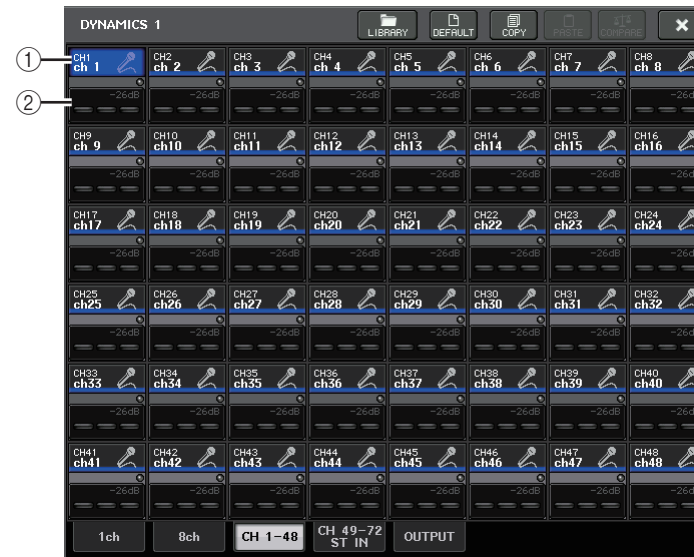 DYNAMICS 1
LIBRARY DEFAULT COPY PASTE COMPARE
①
CH1 CH2 CH3 CH4 CH5 CH6 CH7 CH8
ch 1 ch 2 ch 3 ch 4 ch 5 ch 6 ch 7 ch 8
②
-26dB -26dB -26dB -26dB -26dB -26dB -26dB -26dB
CH9 CH10 CH11 CH12 CH13 CH14 CH15 CH16
ch 9 ch10 ch11 ch12 ch13 ch14 ch15 ch16
-26dB -26dB -26dB -26dB -26dB -26dB -26dB -26dB
CH17 CH18 CH19 CH20 CH21 CH22 CH23 CH24
ch17 ch18 ch19 ch20 ch21 ch22 ch23 ch24
-26dB -26dB -26dB -26dB -26dB -26dB -26dB -26dB
CH25 CH26 CH27 CH28 CH29 CH30 CH31 CH32
ch25 ch26 ch27 ch28 ch29 ch30 ch31 ch32
-26dB -26dB -26dB -26dB -26dB -26dB -26dB -26dB
CH33 CH34 CH35 CH36 CH37 CH38 CH39 CH40
ch33 ch34 ch35 ch36 ch37 ch38 ch39 ch40
-26dB -26dB -26dB -26dB -26dB -26dB -26dB -26dB
CH41 CH42 CH43 CH44 CH45 CH46 CH47 CH48
ch41 ch42 ch43 ch44 ch45 ch46 ch47 ch48
-26dB -26dB -26dB -26dB -26dB -26dB -26dB -26dB
1ch 8ch CH 1-48 CH 49-72 OUTPUT
ST IN